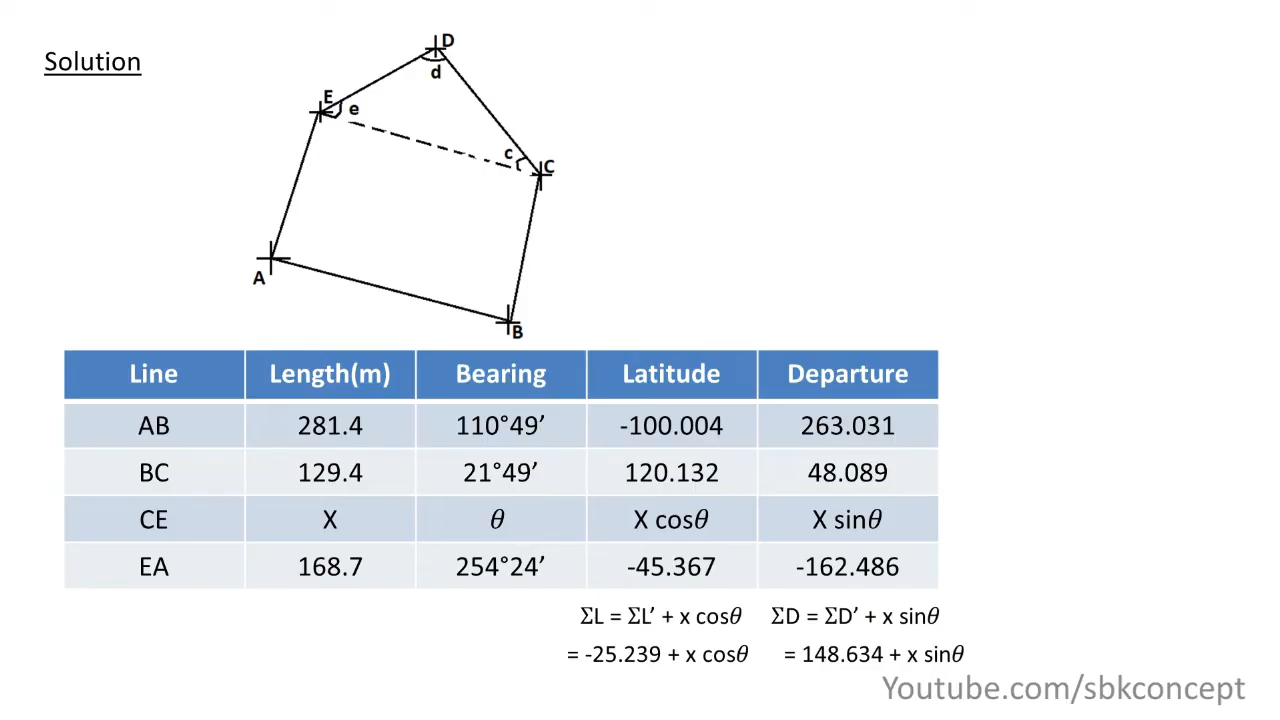 Solution
D
d
E
e
c
C
A
B
Line Length(m) Bearing Latitude Departure
AB 281.4 110°49’ -100.004 263.031
BC 129.4 21°49’ 120.132 48.089
CE X θ X cosθ X sinθ
EA 168.7 254°24’ -45.367 -162.486
ΣL = ΣL’ + x cosθ ΣD = ΣD’ + x sinθ
= -25.239 + x cosθ = 148.634 + x sinθ
Youtube.com/sbkconcept